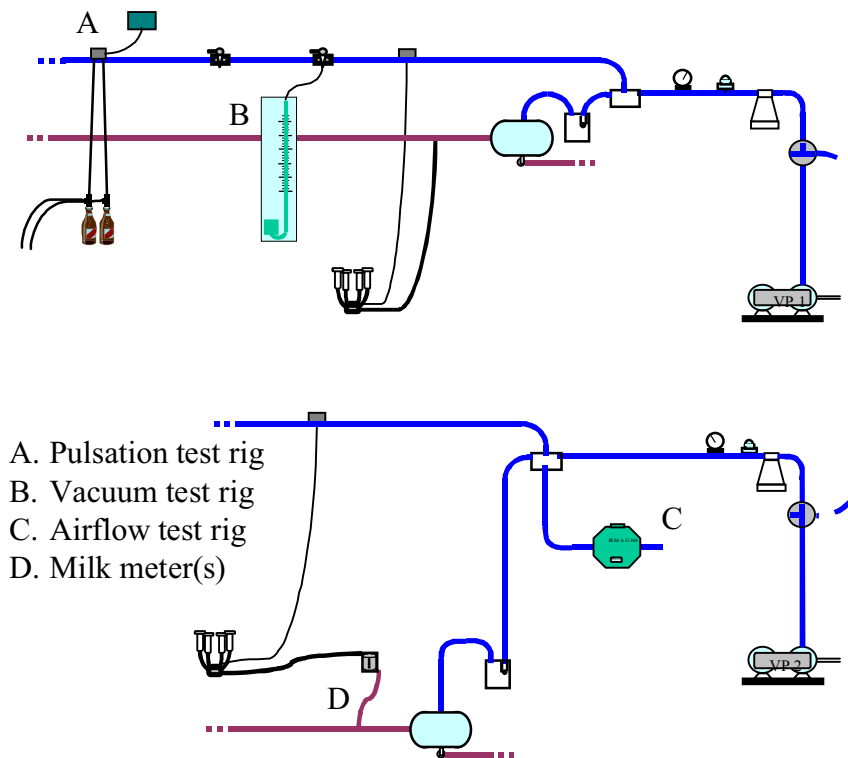 A
B
VP 1
A. Pulsation test rig
B. Vacuum test rig
C. Airflow test rig
D. Milk meter(s)
C
D
VP 2